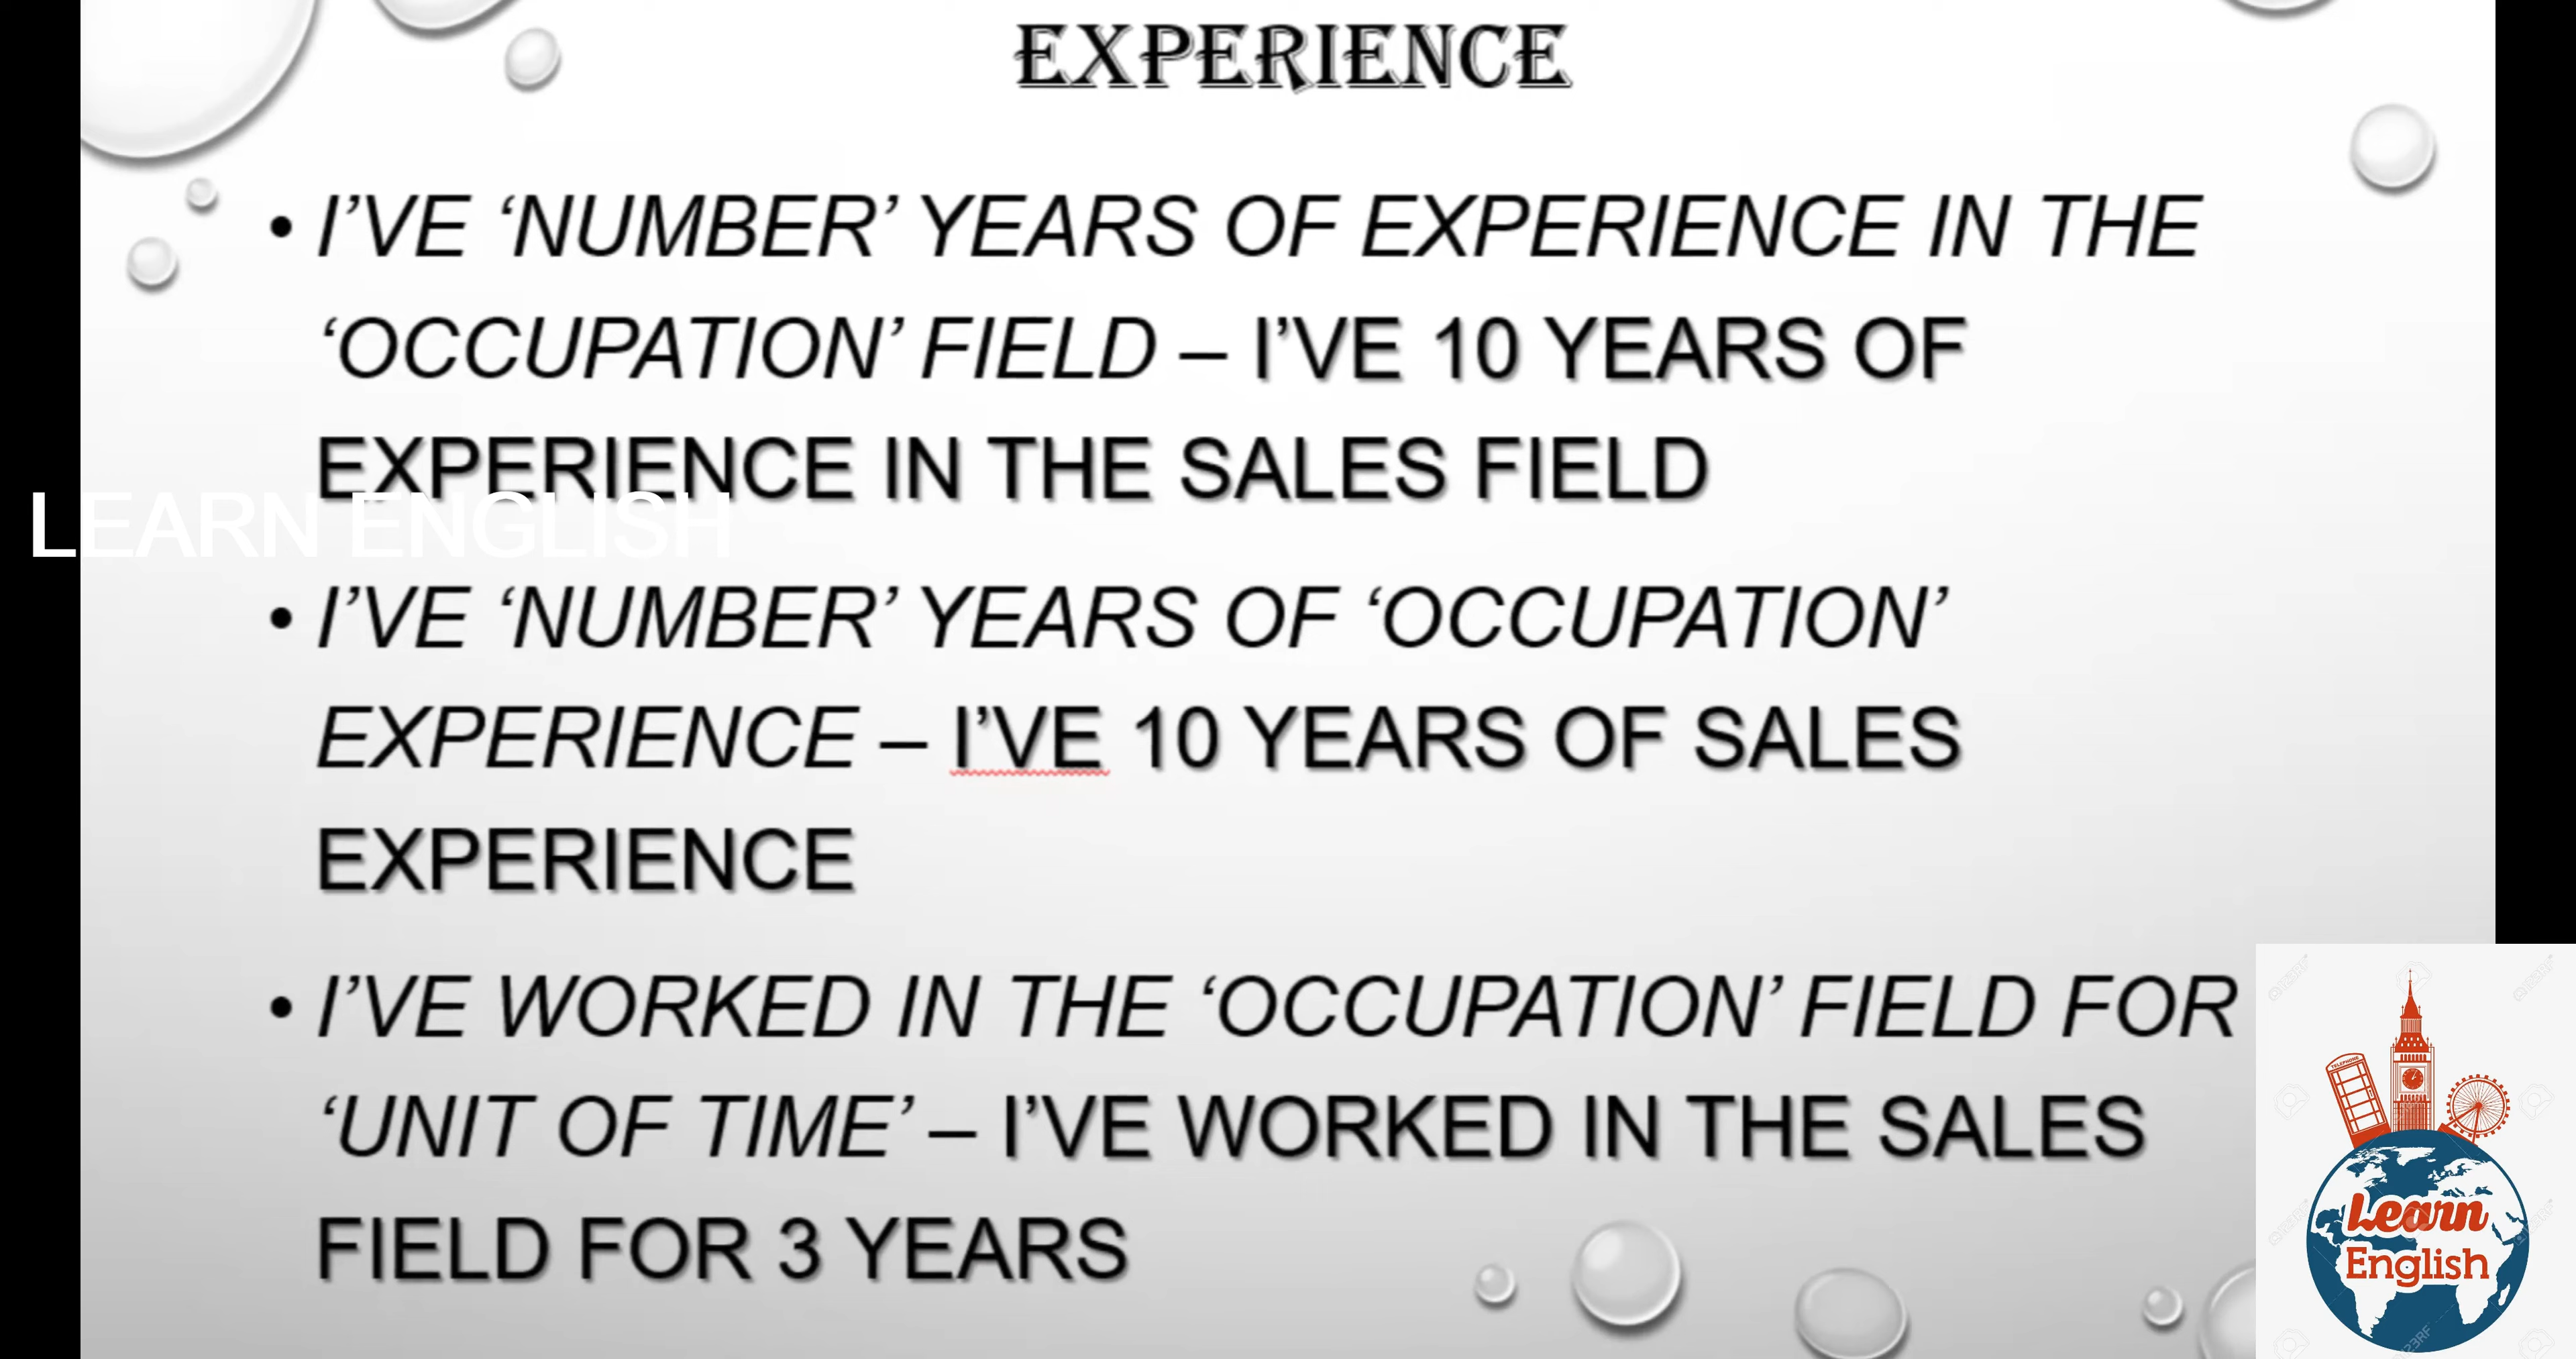 EXPERIENCE
• I’VE ‘NUMBER’ YEARS OF EXPERIENCE IN THE
‘OCCUPATION’ FIELD – I’VE 10 YEARS OF
EXPERIENCE IN THE SALES FIELD
LEARN ENGLISH
• I’VE ‘NUMBER’ YEARS OF ‘OCCUPATION’
EXPERIENCE – I’VE 10 YEARS OF SALES
EXPERIENCE
• I’VE WORKED IN THE ‘OCCUPATION’ FIELD FOR
‘UNIT OF TIME’ – I’VE WORKED IN THE SALES
FIELD FOR 3 YEARS
TELEPHONE
Learn
English